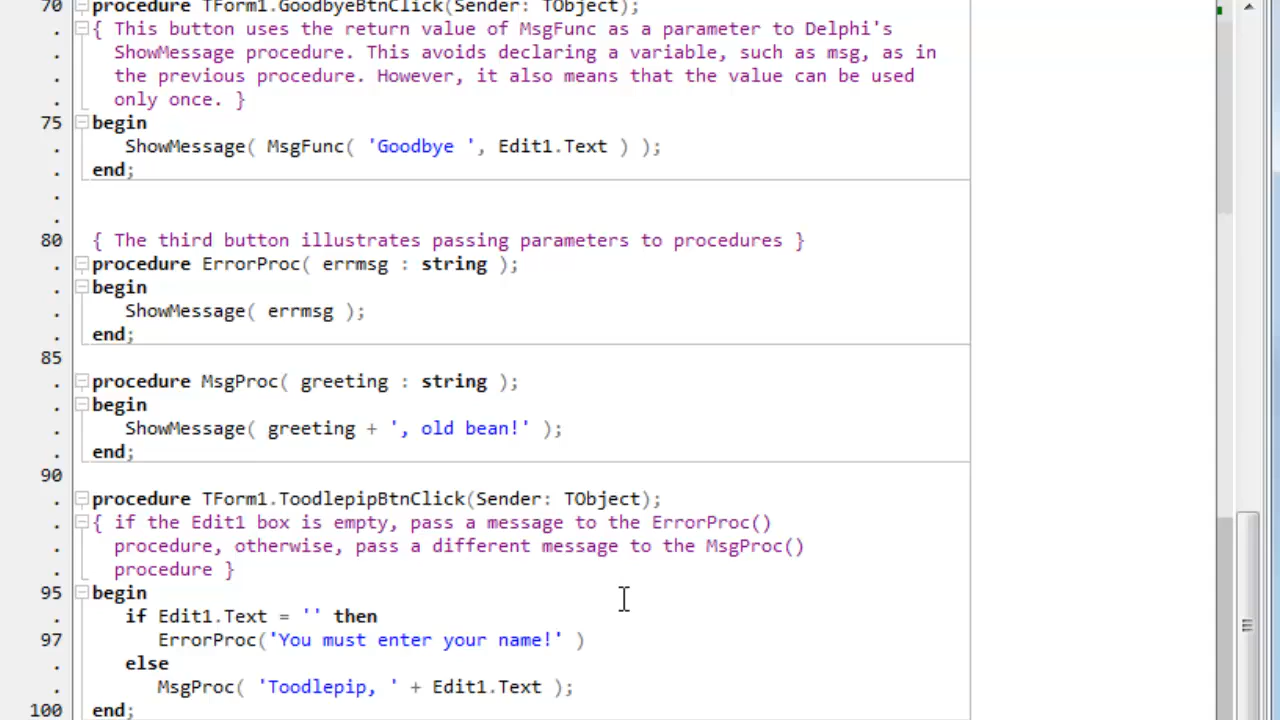 70 procedure TForm1.GoodbyeBtnClick(Sender: TObject);
. { This button uses the return value of MsgFunc as a parameter to Delphi's
. ShowMessage procedure. This avoids declaring a variable, such as msg, as in
. the previous procedure. However, it also means that the value can be used
. only once. }
75 begin
. ShowMessage( MsgFunc( 'Goodbye ', Edit1.Text ) );
. end;
.
.
80 { The third button illustrates passing parameters to procedures }
. procedure ErrorProc( errmsg : string );
. begin
. ShowMessage( errmsg );
. end;
85
. procedure MsgProc( greeting : string );
. begin
. ShowMessage( greeting + ', old bean!' );
. end;
90
. procedure TForm1.ToodlepipBtnClick(Sender: TObject);
. { if the Edit1 box is empty, pass a message to the ErrorProc()
. procedure, otherwise, pass a different message to the MsgProc()
. procedure }
95 begin
. if Edit1.Text = '' then
97 ErrorProc('You must enter your name!' )
. else
. MsgProc( 'Toodlepip, ' + Edit1.Text );
100 end;